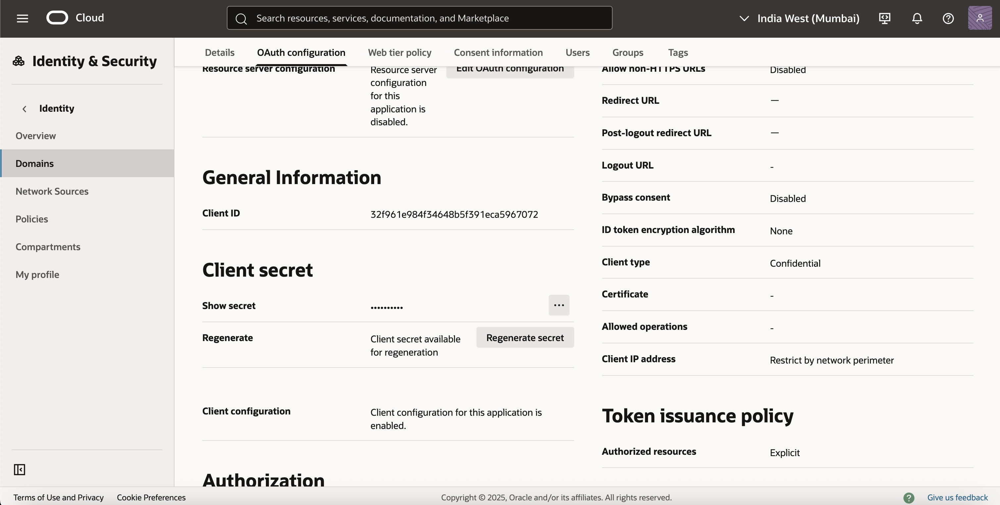 Cloud
Search resources, services, documentation, and Marketplace
India West (Mumbai)
Identity & Security
Identity
Overview
Domains
Network Sources
Policies
Compartments
My profile
Details
OAuth configuration
Web tier policy
Consent information
Users
Groups
Tags
Resource server configuration
Resource server
configuration
for this
application is
disabled.
Edit OAuth configuration
General Information
Client ID
32f961e984f34648b5f391eca5967072
Client secret
Show secret
••••••••••
...
Regenerate
Client secret available
for regeneration
Regenerate secret
Client configuration
Client configuration for this application is
enabled.
Authorization
Allow non-HTTPS URLs
Disabled
Redirect URL
—
Post-logout redirect URL
—
Logout URL
-
Bypass consent
Disabled
ID token encryption algorithm
None
Client type
Confidential
Certificate
-
Allowed operations
-
Client IP address
Restrict by network perimeter
Token issuance policy
Authorized resources
Explicit
Terms of Use and Privacy
Cookie Preferences
Copyright © 2025, Oracle and/or its affiliates. All rights reserved.
?
Give us feedback